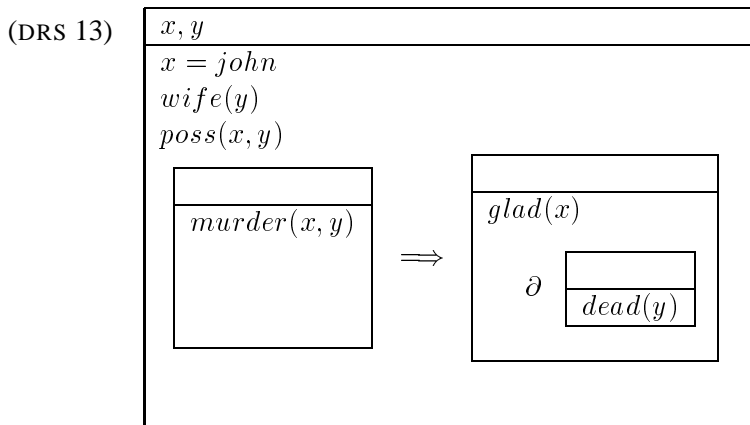 (DRS 13)
x, y
x = john
wife(y)
poss(x, y)
murder(x, y)
⟹
glad(x)
∂
dead(y)